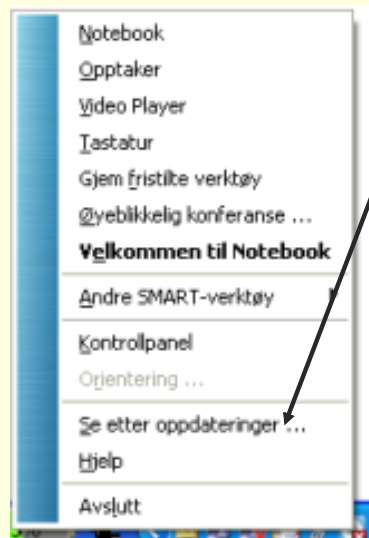 Notebook
Opptaker
Video Player
Tastatur
Gjem fristilte verktøy
Øyeblikkelig konferanse ...
Velkommen til Notebook
Andre SMART-verktøy
Kontrollpanel
Orientering ...
Se etter oppdateringer ...
Hjelp
Avslutt